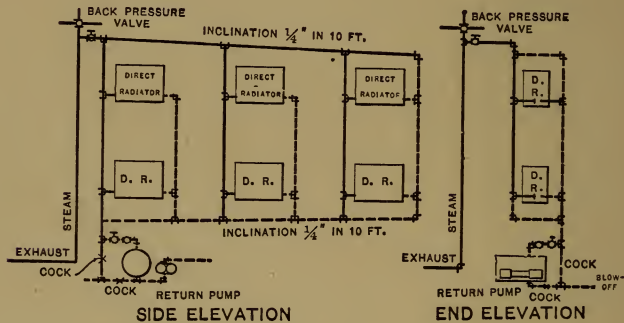 BACK PRESSURE
VALVE
INCLINATION 1/4" IN 10 FT.
DIRECT
RADIATOR
DIRECT
RADIATOR
DIRECT
RADIATOR
D. R.
D. R.
D. R.
STEAM
INCLINATION 1/4" IN 10 FT.
EXHAUST
COCK
COCK
RETURN PUMP
SIDE ELEVATION
BACK PRESSURE
VALVE
D.
R.
D.
R.
STEAM
EXHAUST
COCK
BLOW-
OFF
RETURN PUMP
COCK
END ELEVATION